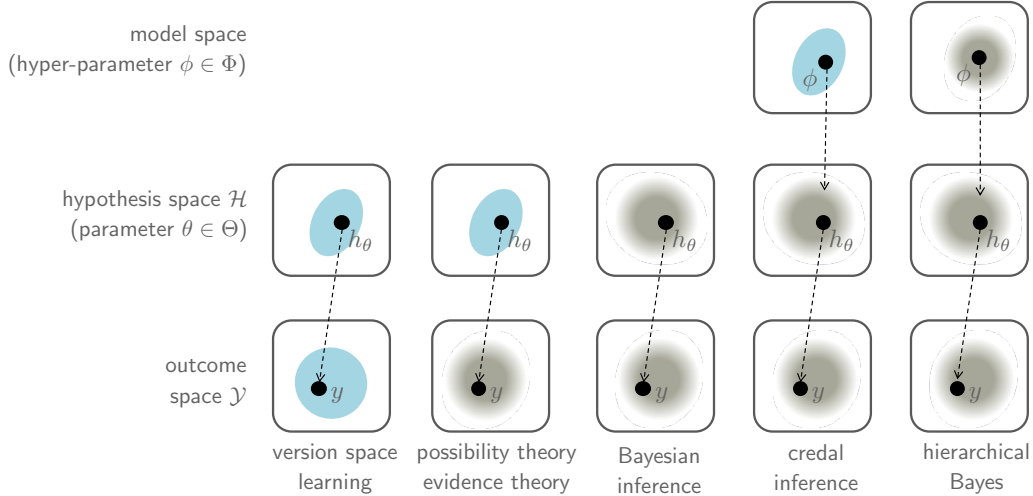 model space
(hyper-parameter ϕ ∈ Φ)
ϕ
ϕ
hypothesis space ℋ
(parameter θ ∈ Θ)
h_θ
h_θ
h_θ
h_θ
h_θ
outcome
space 𝒴
y
y
y
y
y
version space
learning
possibility theory
evidence theory
Bayesian
inference
credal
inference
hierarchical
Bayes